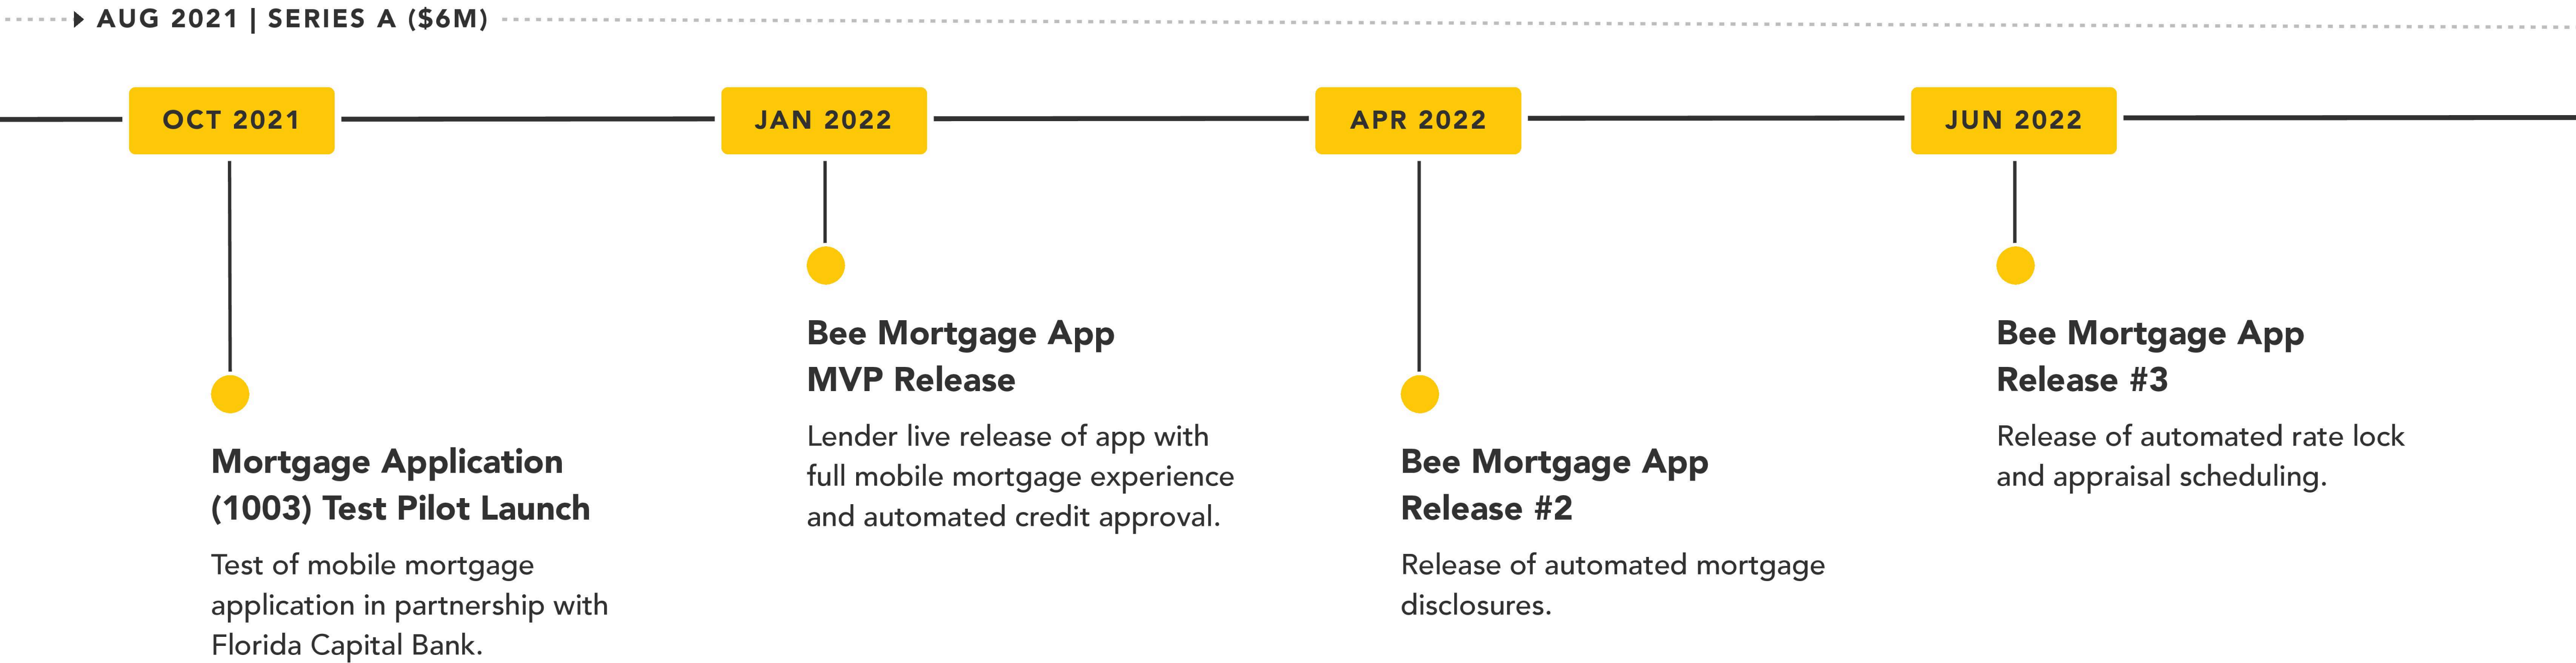 AUG 2021 | SERIES A ($6M)
OCT 2021
Mortgage Application
(1003) Test Pilot Launch
Test of mobile mortgage
application in partnership with
Florida Capital Bank.
JAN 2022
Bee Mortgage App
MVP Release
Lender live release of app with
full mobile mortgage experience
and automated credit approval.
APR 2022
Bee Mortgage App
Release #2
Release of automated mortgage
disclosures.
JUN 2022
Bee Mortgage App
Release #3
Release of automated rate lock
and appraisal scheduling.